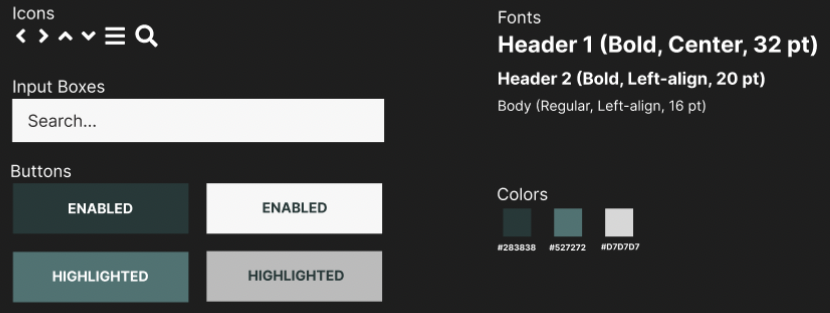 Icons
Input Boxes
Search...
Buttons
ENABLED
ENABLED
HIGHLIGHTED
HIGHLIGHTED
Fonts
Header 1 (Bold, Center, 32 pt)
Header 2 (Bold, Left-align, 20 pt)
Body (Regular, Left-align, 16 pt)
Colors
#283838
#527272
#D7D7D7